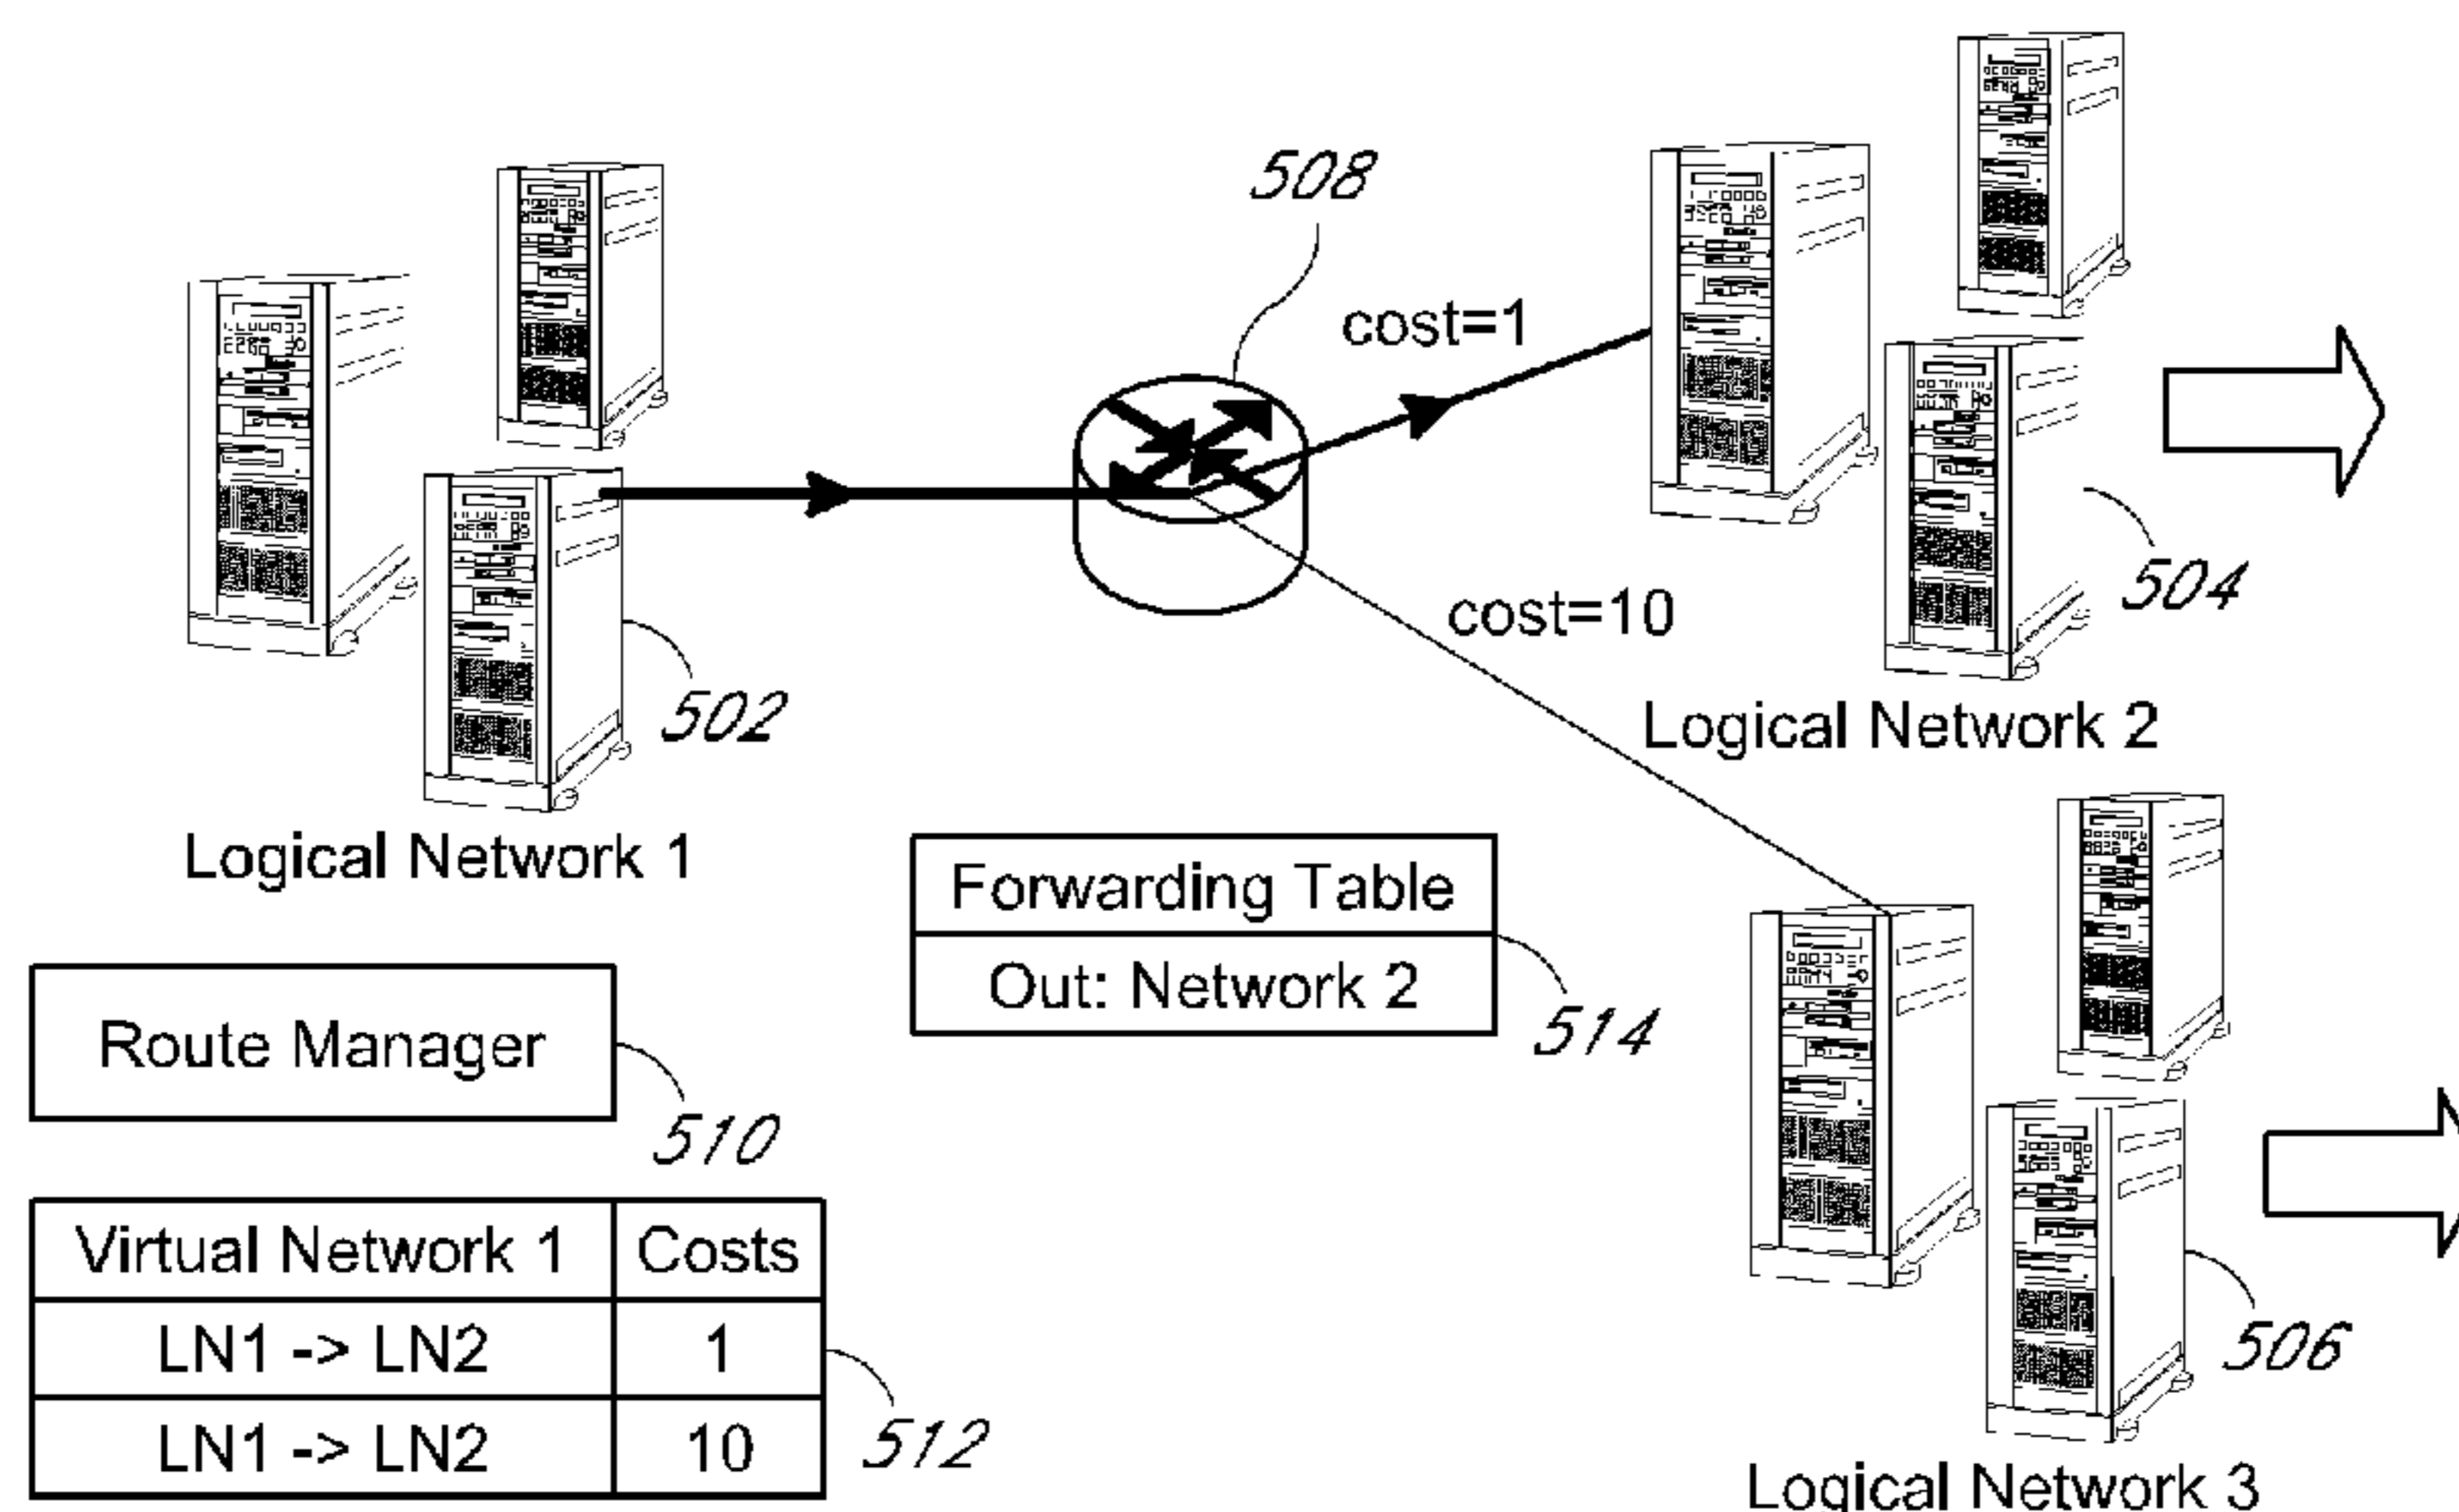 508
cost=1
cost=10
504
502
Logical Network 2
Logical Network 1
Forwarding Table
Out: Network 2
514
Route Manager
510
Virtual Network 1 Costs
LN1 -> LN2 1
LN1 -> LN2 10
512
506
Logical Network 3